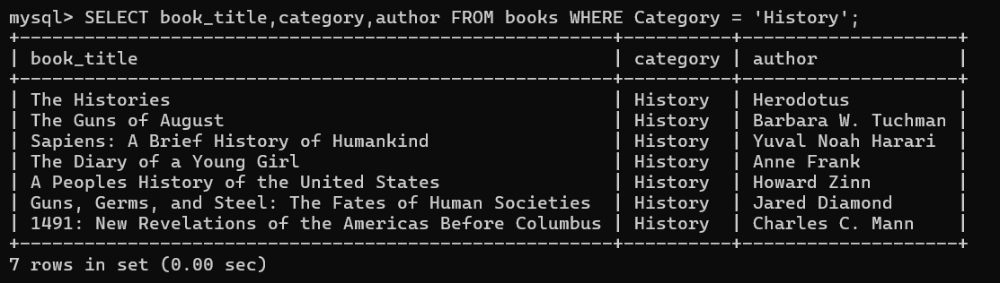 mysql> SELECT book_title,category,author FROM books WHERE Category = 'History';
+-------------------------------------------------------+----------+--------------------+
| book_title                                            | category | author             |
+-------------------------------------------------------+----------+--------------------+
| The Histories                                         | History  | Herodotus          |
| The Guns of August                                    | History  | Barbara W. Tuchman |
| Sapiens: A Brief History of Humankind                 | History  | Yuval Noah Harari  |
| The Diary of a Young Girl                             | History  | Anne Frank         |
| A Peoples History of the United States                | History  | Howard Zinn        |
| Guns, Germs, and Steel: The Fates of Human Societies  | History  | Jared Diamond      |
| 1491: New Revelations of the Americas Before Columbus | History  | Charles C. Mann    |
+-------------------------------------------------------+----------+--------------------+
7 rows in set (0.00 sec)